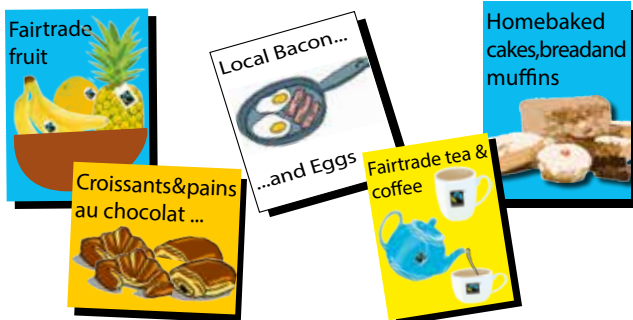 Fairtrade
fruit
Local Bacon...
...and Eggs
Homebaked
cakes,breadand
muffins
Croissants&pains
au chocolat ...
Fairtrade tea &
coffee